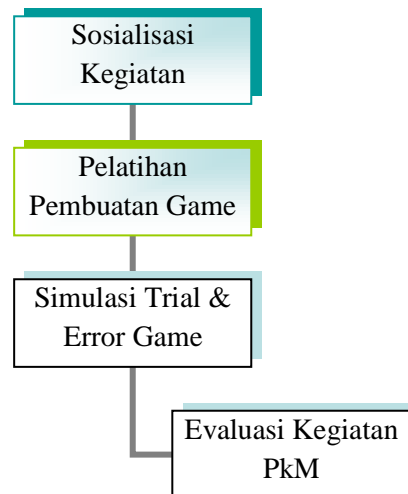 Sosialisasi
Kegiatan
Pelatihan
Pembuatan Game
Simulasi Trial &
Error Game
Evaluasi Kegiatan
PkM